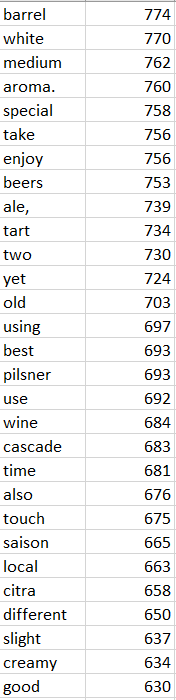 barrel 774
white 770
medium 762
aroma. 760
special 758
take 756
enjoy 756
beers 753
ale, 739
tart 734
two 730
yet 724
old 703
using 697
best 693
pilsner 693
use 692
wine 684
cascade 683
time 681
also 676
touch 675
saison 665
local 663
citra 658
different 650
slight 637
creamy 634
good 630